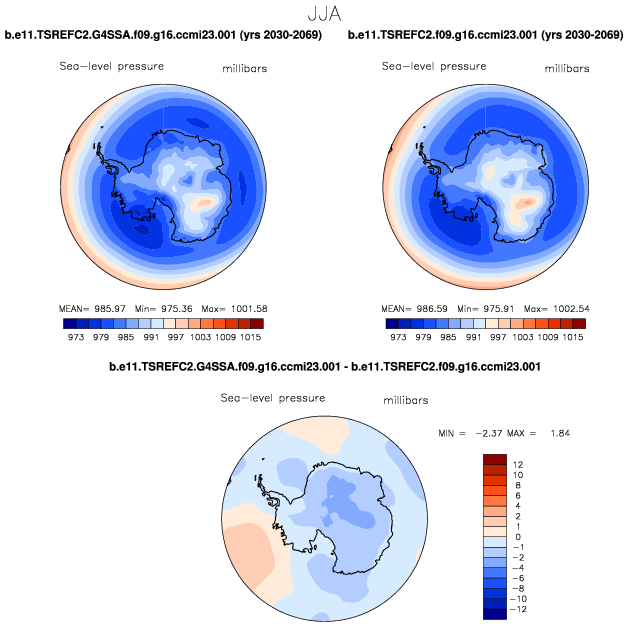 JJA
b.e11.TSREFC2.G4SSA.f09.g16.ccmi23.001 (yrs 2030-2069)
b.e11.TSREFC2.f09.g16.ccmi23.001 (yrs 2030-2069)
Sea-level pressure millibars
Sea-level pressure millibars
MEAN= 985.97 Min= 975.36 Max= 1001.58
973 979 985 991 997 1003 1009 1015
MEAN= 986.59 Min= 975.91 Max= 1002.54
973 979 985 991 997 1003 1009 1015
b.e11.TSREFC2.G4SSA.f09.g16.ccmi23.001 - b.e11.TSREFC2.f09.g16.ccmi23.001
Sea-level pressure millibars
MIN = -2.37 MAX = 1.84
12
10
8
6
4
2
1
0
-1
-2
-4
-6
-8
-10
-12